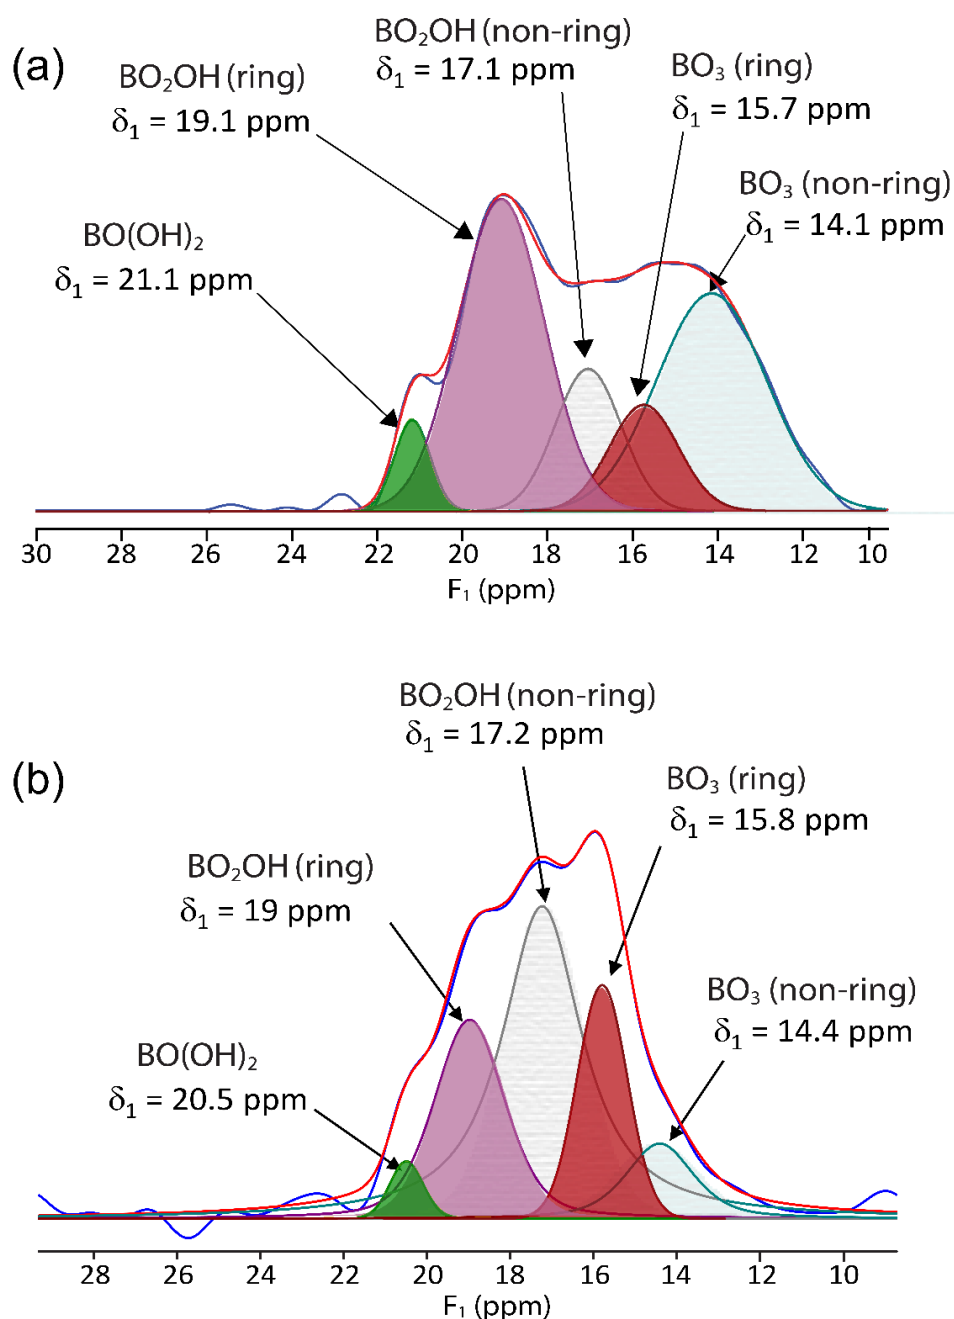 (a)
BO₂OH (non-ring)
δ₁ = 17.1 ppm
BO₂OH (ring)
δ₁ = 19.1 ppm
BO₃ (ring)
δ₁ = 15.7 ppm
BO₃ (non-ring)
δ₁ = 14.1 ppm
BO(OH)₂
δ₁ = 21.1 ppm
30 28 26 24 22 20 18 16 14 12 10
F₁ (ppm)
(b)
BO₂OH (non-ring)
δ₁ = 17.2 ppm
BO₃ (ring)
δ₁ = 15.8 ppm
BO₂OH (ring)
δ₁ = 19 ppm
BO₃ (non-ring)
δ₁ = 14.4 ppm
BO(OH)₂
δ₁ = 20.5 ppm
28 26 24 22 20 18 16 14 12 10
F₁ (ppm)